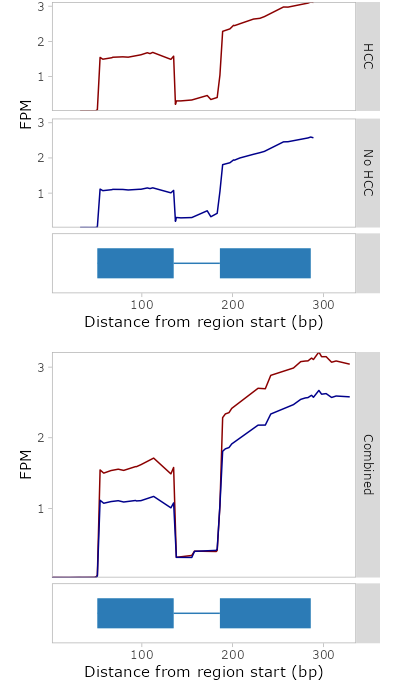 3
2
1
HCC
FPM
3
2
1
No HCC
100 200 300
Distance from region start (bp)
3
2
1
FPM
Combined
100 200 300
Distance from region start (bp)